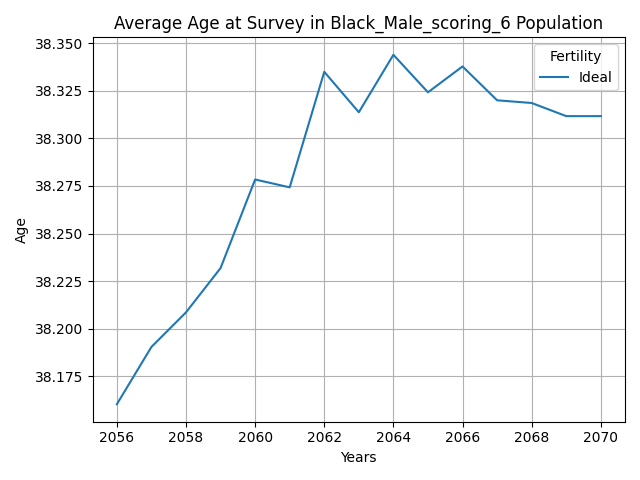 Average Age at Survey in Black_Male_scoring_6 Population
Fertility
Ideal
Age
38.350
38.325
38.300
38.275
38.250
38.225
38.200
38.175
2056 2058 2060 2062 2064 2066 2068 2070
Years